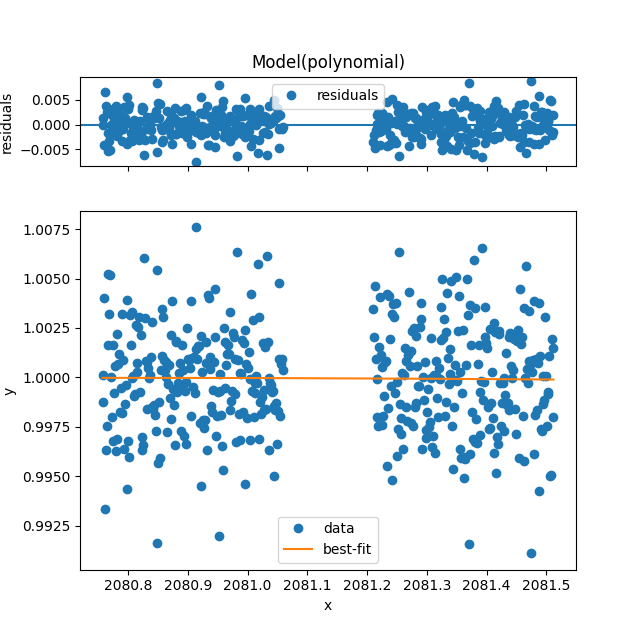 Model(polynomial)
residuals
0.005
0.000
−0.005
residuals
1.0075
1.0050
1.0025
1.0000
0.9975
0.9950
0.9925
y
data
best-fit
2080.8 2080.9 2081.0 2081.1 2081.2 2081.3 2081.4 2081.5
x